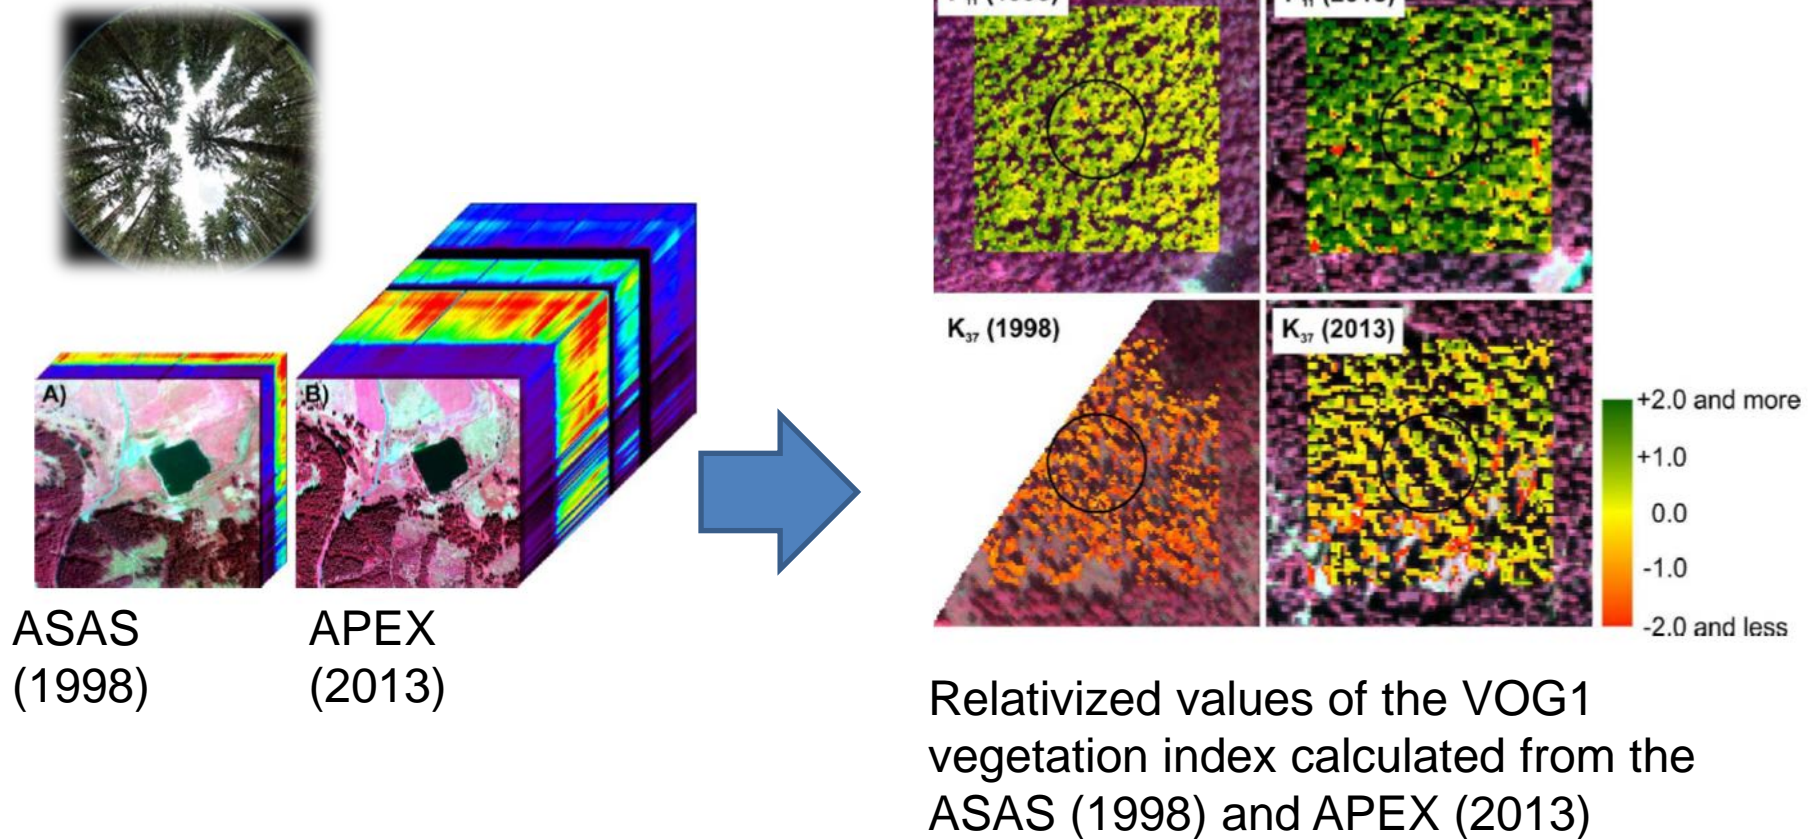 A)
B)
ASAS
(1998)
APEX
(2013)
K₃₇ (1998)
K₃₇ (2013)
+2.0 and more
+1.0
0.0
-1.0
-2.0 and less
Relativized values of the VOG1
vegetation index calculated from the
ASAS (1998) and APEX (2013)